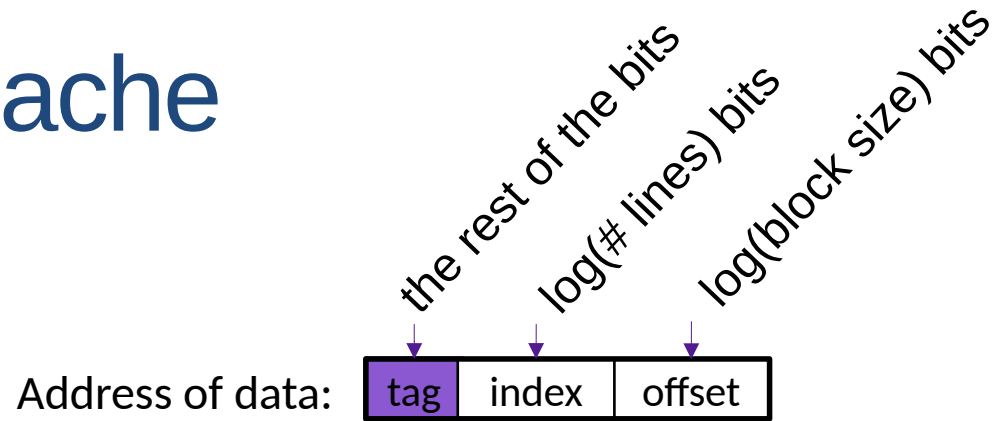 ache
the rest of the bits
log(# lines) bits
log(block size) bits
Address of data: tag index offset